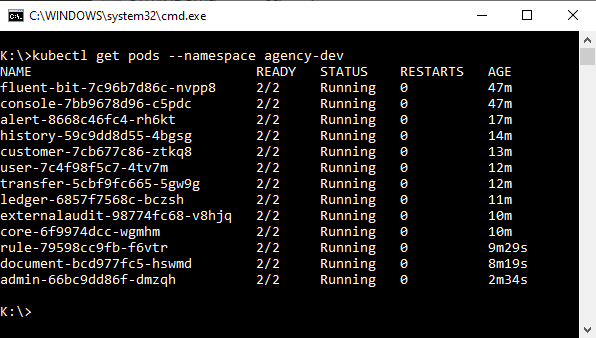 C:\WINDOWS\system32\cmd.exe
K:\>kubectl get pods --namespace agency-dev
NAME READY STATUS RESTARTS AGE
fluent-bit-7c96b7d86c-nvpp8 2/2 Running 0 47m
console-7bb9678d96-c5pdc 2/2 Running 0 47m
alert-8668c46fc4-rh6kt 2/2 Running 0 17m
history-59c9dd8d55-4bgsg 2/2 Running 0 14m
customer-7cb677c86-ztkq8 2/2 Running 0 13m
user-7c4f98f5c7-4tv7m 2/2 Running 0 12m
transfer-5cbf9fc665-5gw9g 2/2 Running 0 12m
ledger-6857f7568c-bczsh 2/2 Running 0 11m
externalaudit-98774fc68-v8hjq 2/2 Running 0 10m
core-6f9974dcc-wgmhm 2/2 Running 0 10m
rule-79598cc9fb-f6vtr 2/2 Running 0 9m29s
document-bcd977fc5-hswmd 2/2 Running 0 8m19s
admin-66bc9dd86f-dmzqh 2/2 Running 0 2m34s
K:\>